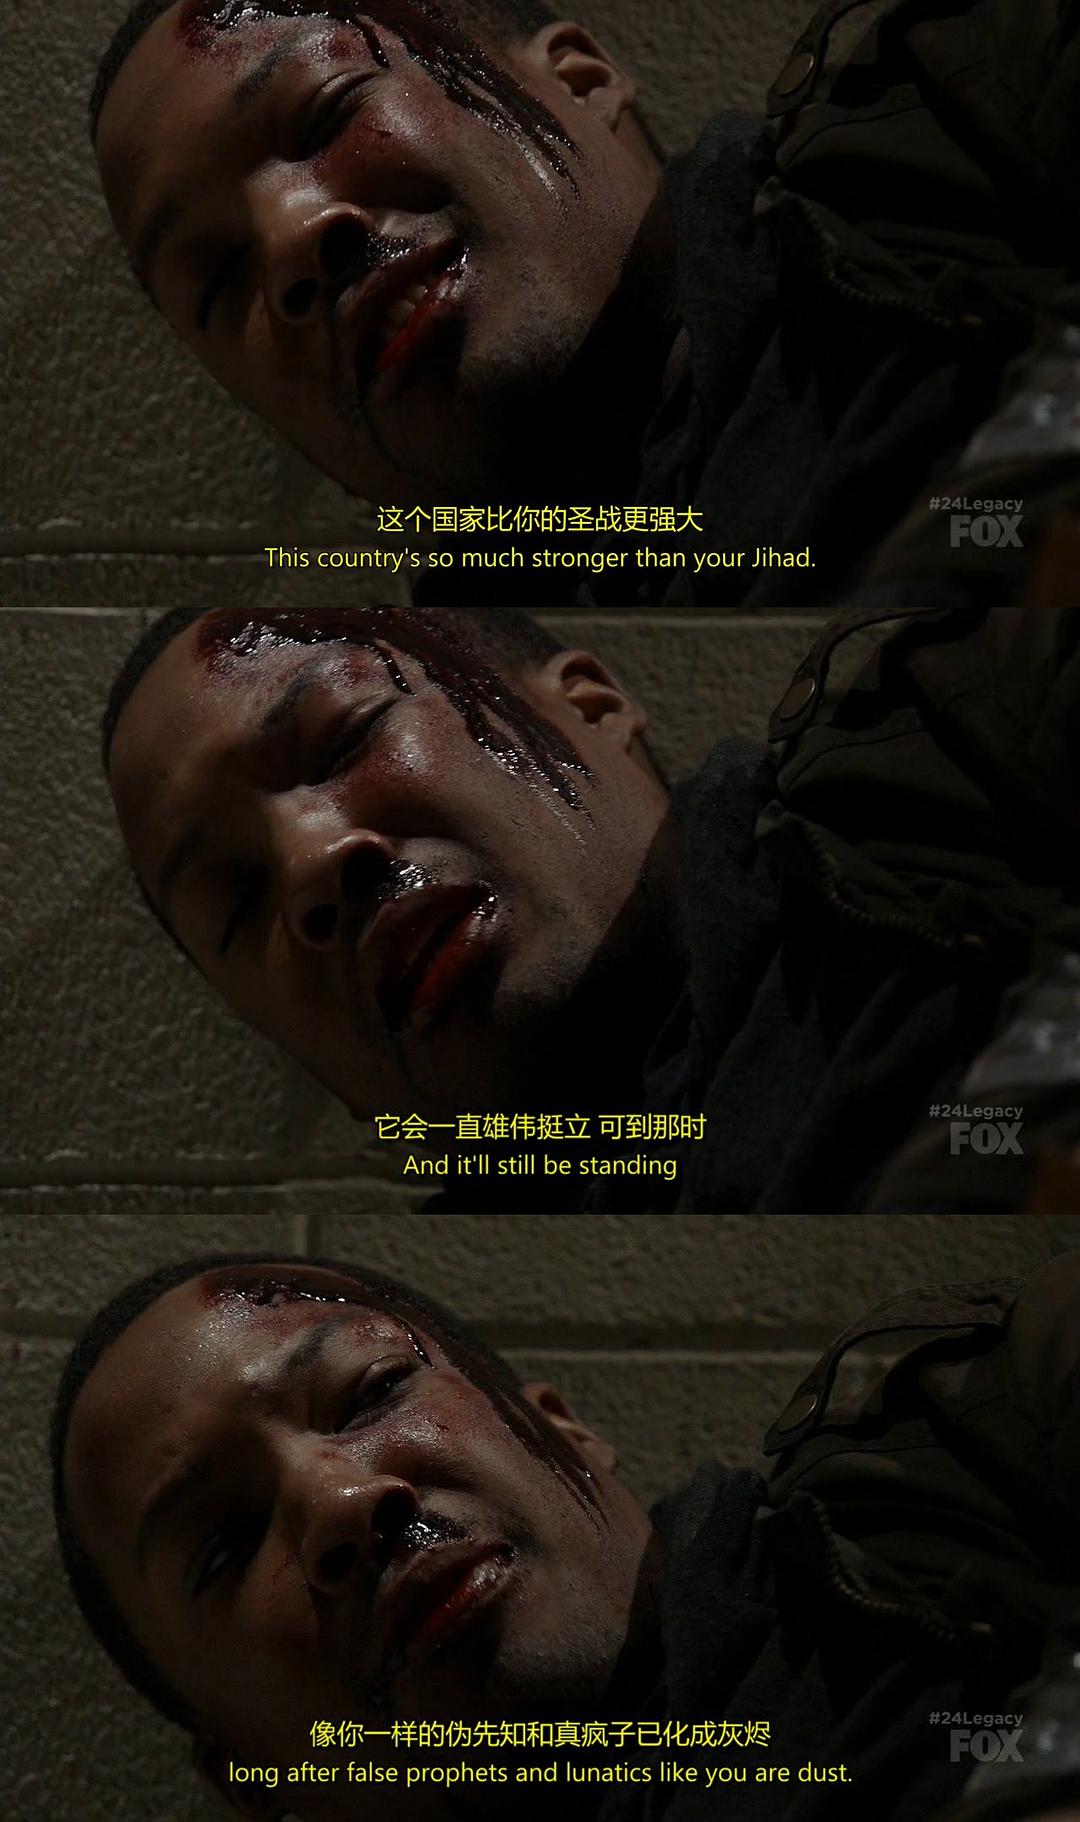 #24Legacy
FOX
这个国家比你的圣战更强大
This country's so much stronger than your Jihad.
#24Legacy
FOX
它会一直雄伟挺立 可到那时
And it'll still be standing
#24Legacy
FOX
像你一样的伪先知和真疯子已化成灰烬
long after false prophets and lunatics like you are dust.